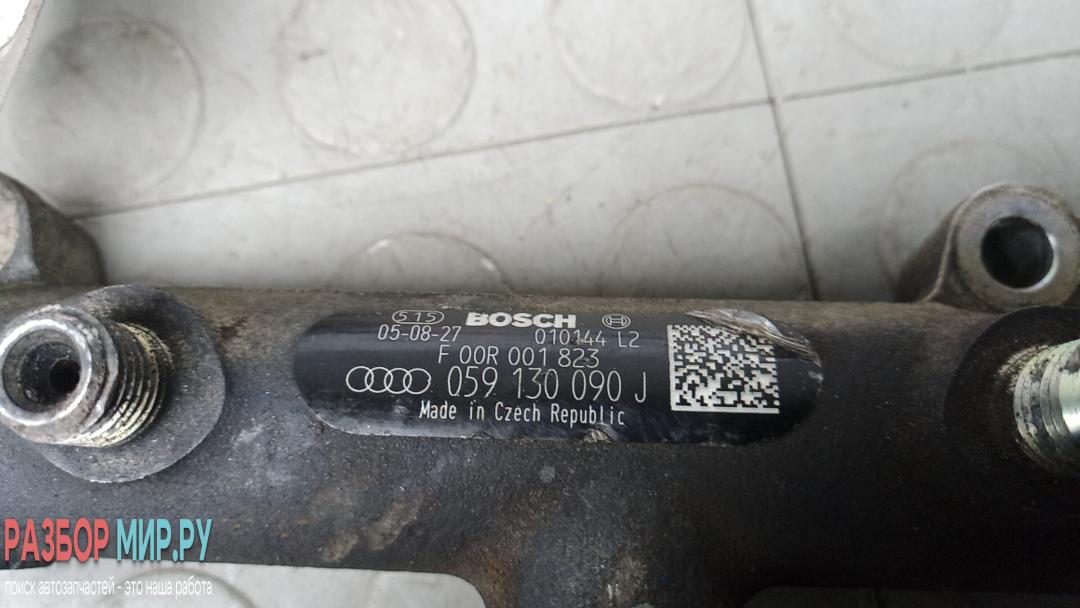 515 BOSCH
05-08-27 010144 L2
F 00R 001 823
059 130 090 J
Made in Czech Republic
РАЗБОР МИР.РУ
поиск автозапчастей - это наша работа